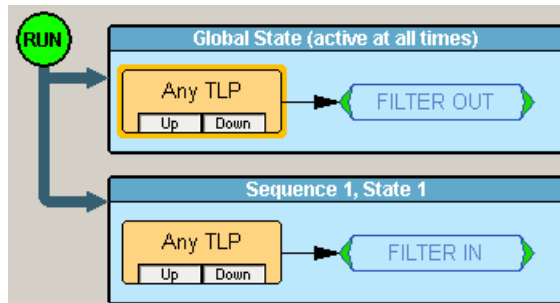 RUN
Global State (active at all times)
Any TLP
Up Down
FILTER OUT
Sequence 1, State 1
Any TLP
Up Down
FILTER IN